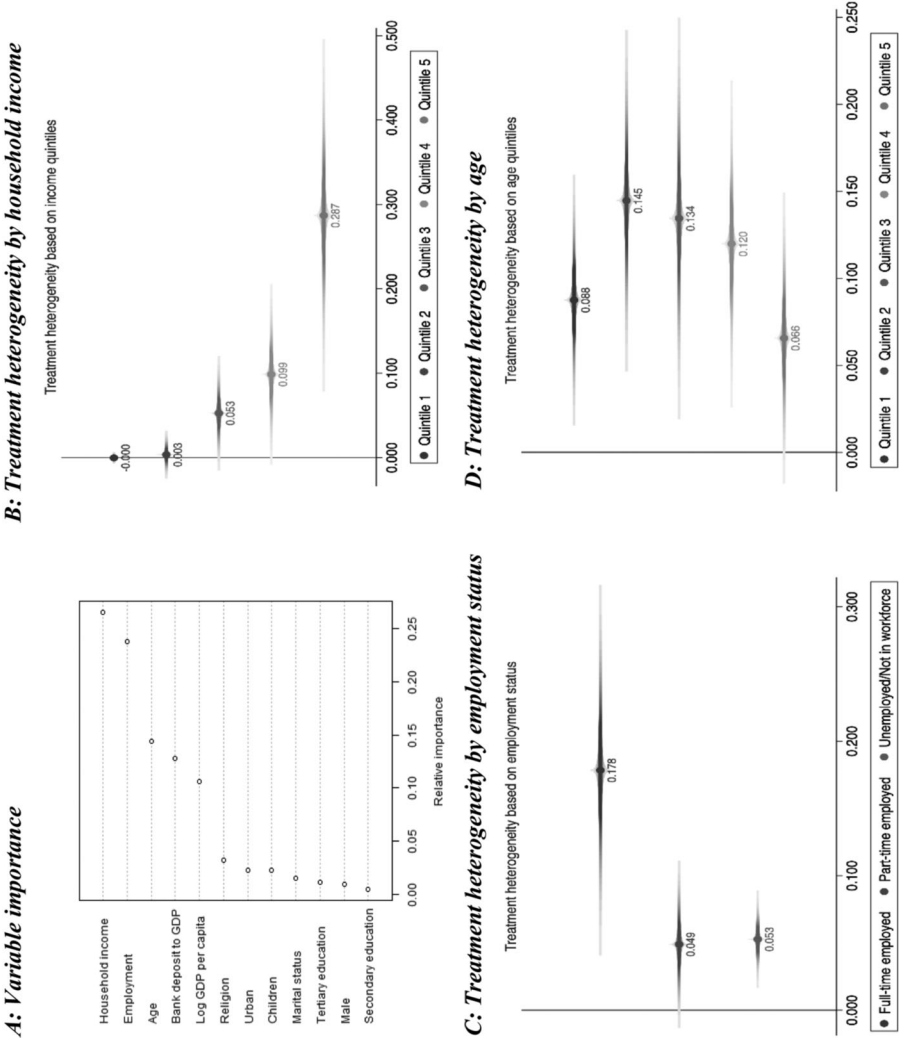 A: Variable importance
Household income
Employment
Age
Bank deposit to GDP
Log GDP per capita
Religion
Urban
Children
Marital status
Tertiary education
Male
Secondary education
0.00 0.05 0.10 0.15 0.20 0.25
Relative importance
B: Treatment heterogeneity by household income
Treatment heterogeneity based on income quintiles
-0.000
0.003
0.053
0.099
0.287
0.000 0.100 0.200 0.300 0.400 0.500
Quintile 1 Quintile 2 Quintile 3 Quintile 4 Quintile 5
C: Treatment heterogeneity by employment status
Treatment heterogeneity based on employment status
0.178
0.049
0.053
0.000 0.100 0.200 0.300
Full-time employed Part-time employed Unemployed/Not in workforce
D: Treatment heterogeneity by age
Treatment heterogeneity based on age quintiles
0.088
0.145
0.134
0.120
0.066
0.000 0.050 0.100 0.150 0.200 0.250
Quintile 1 Quintile 2 Quintile 3 Quintile 4 Quintile 5